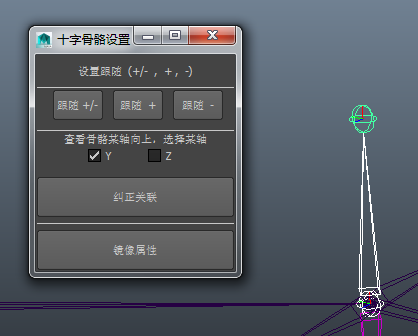 十字骨骼设置
设置跟随 (+/- , + , -)
跟随 +/- 跟随 + 跟随 -
查看骨骼某轴向上，选择某轴
Y Z
纠正关联
镜像属性